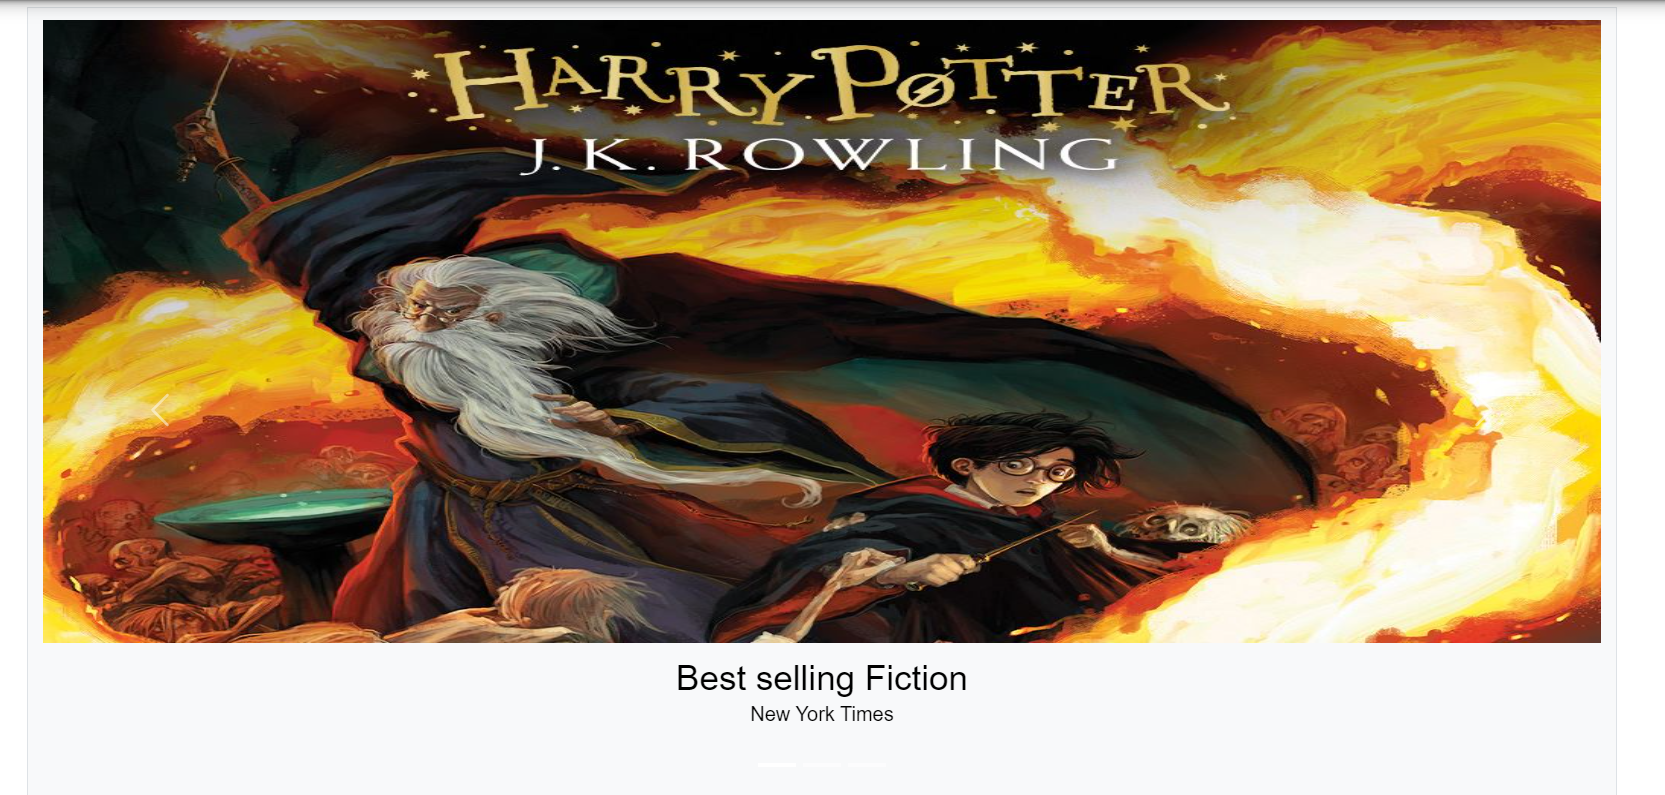 HARRY POTTER
J.K. ROWLING
Best selling Fiction
New York Times